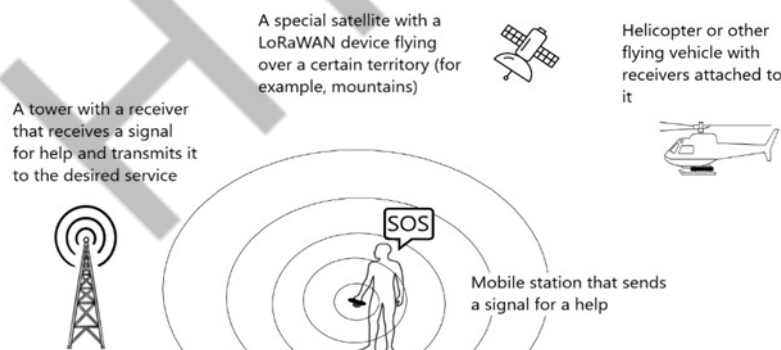 A special satellite with a
LoRaWAN device flying
over a certain territory (for
example, mountains)
Helicopter or other
flying vehicle with
receivers attached to
it
A tower with a receiver
that receives a signal
for help and transmits it
to the desired service
SOS
Mobile station that sends
a signal for a help